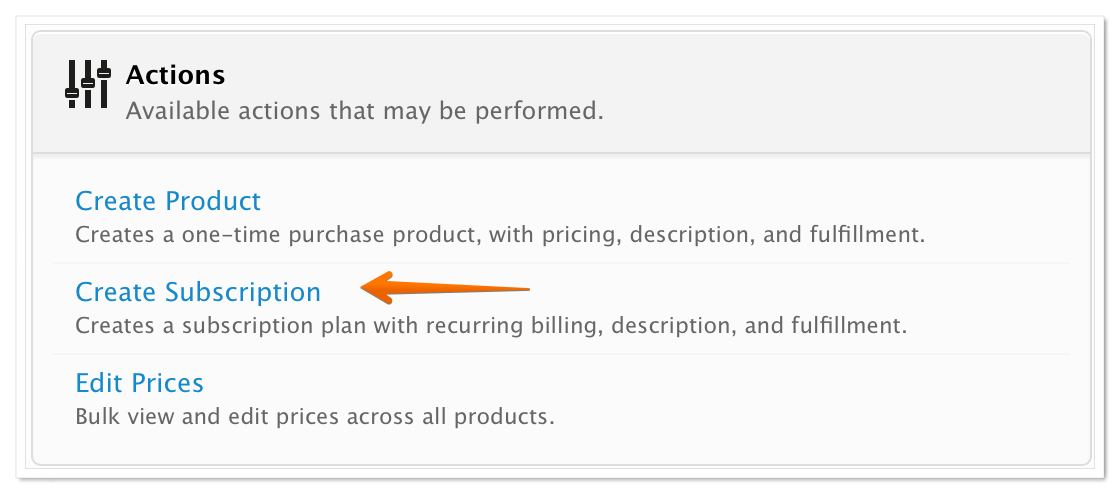 Actions
Available actions that may be performed.
Create Product
Creates a one-time purchase product, with pricing, description, and fulfillment.
Create Subscription
Creates a subscription plan with recurring billing, description, and fulfillment.
Edit Prices
Bulk view and edit prices across all products.